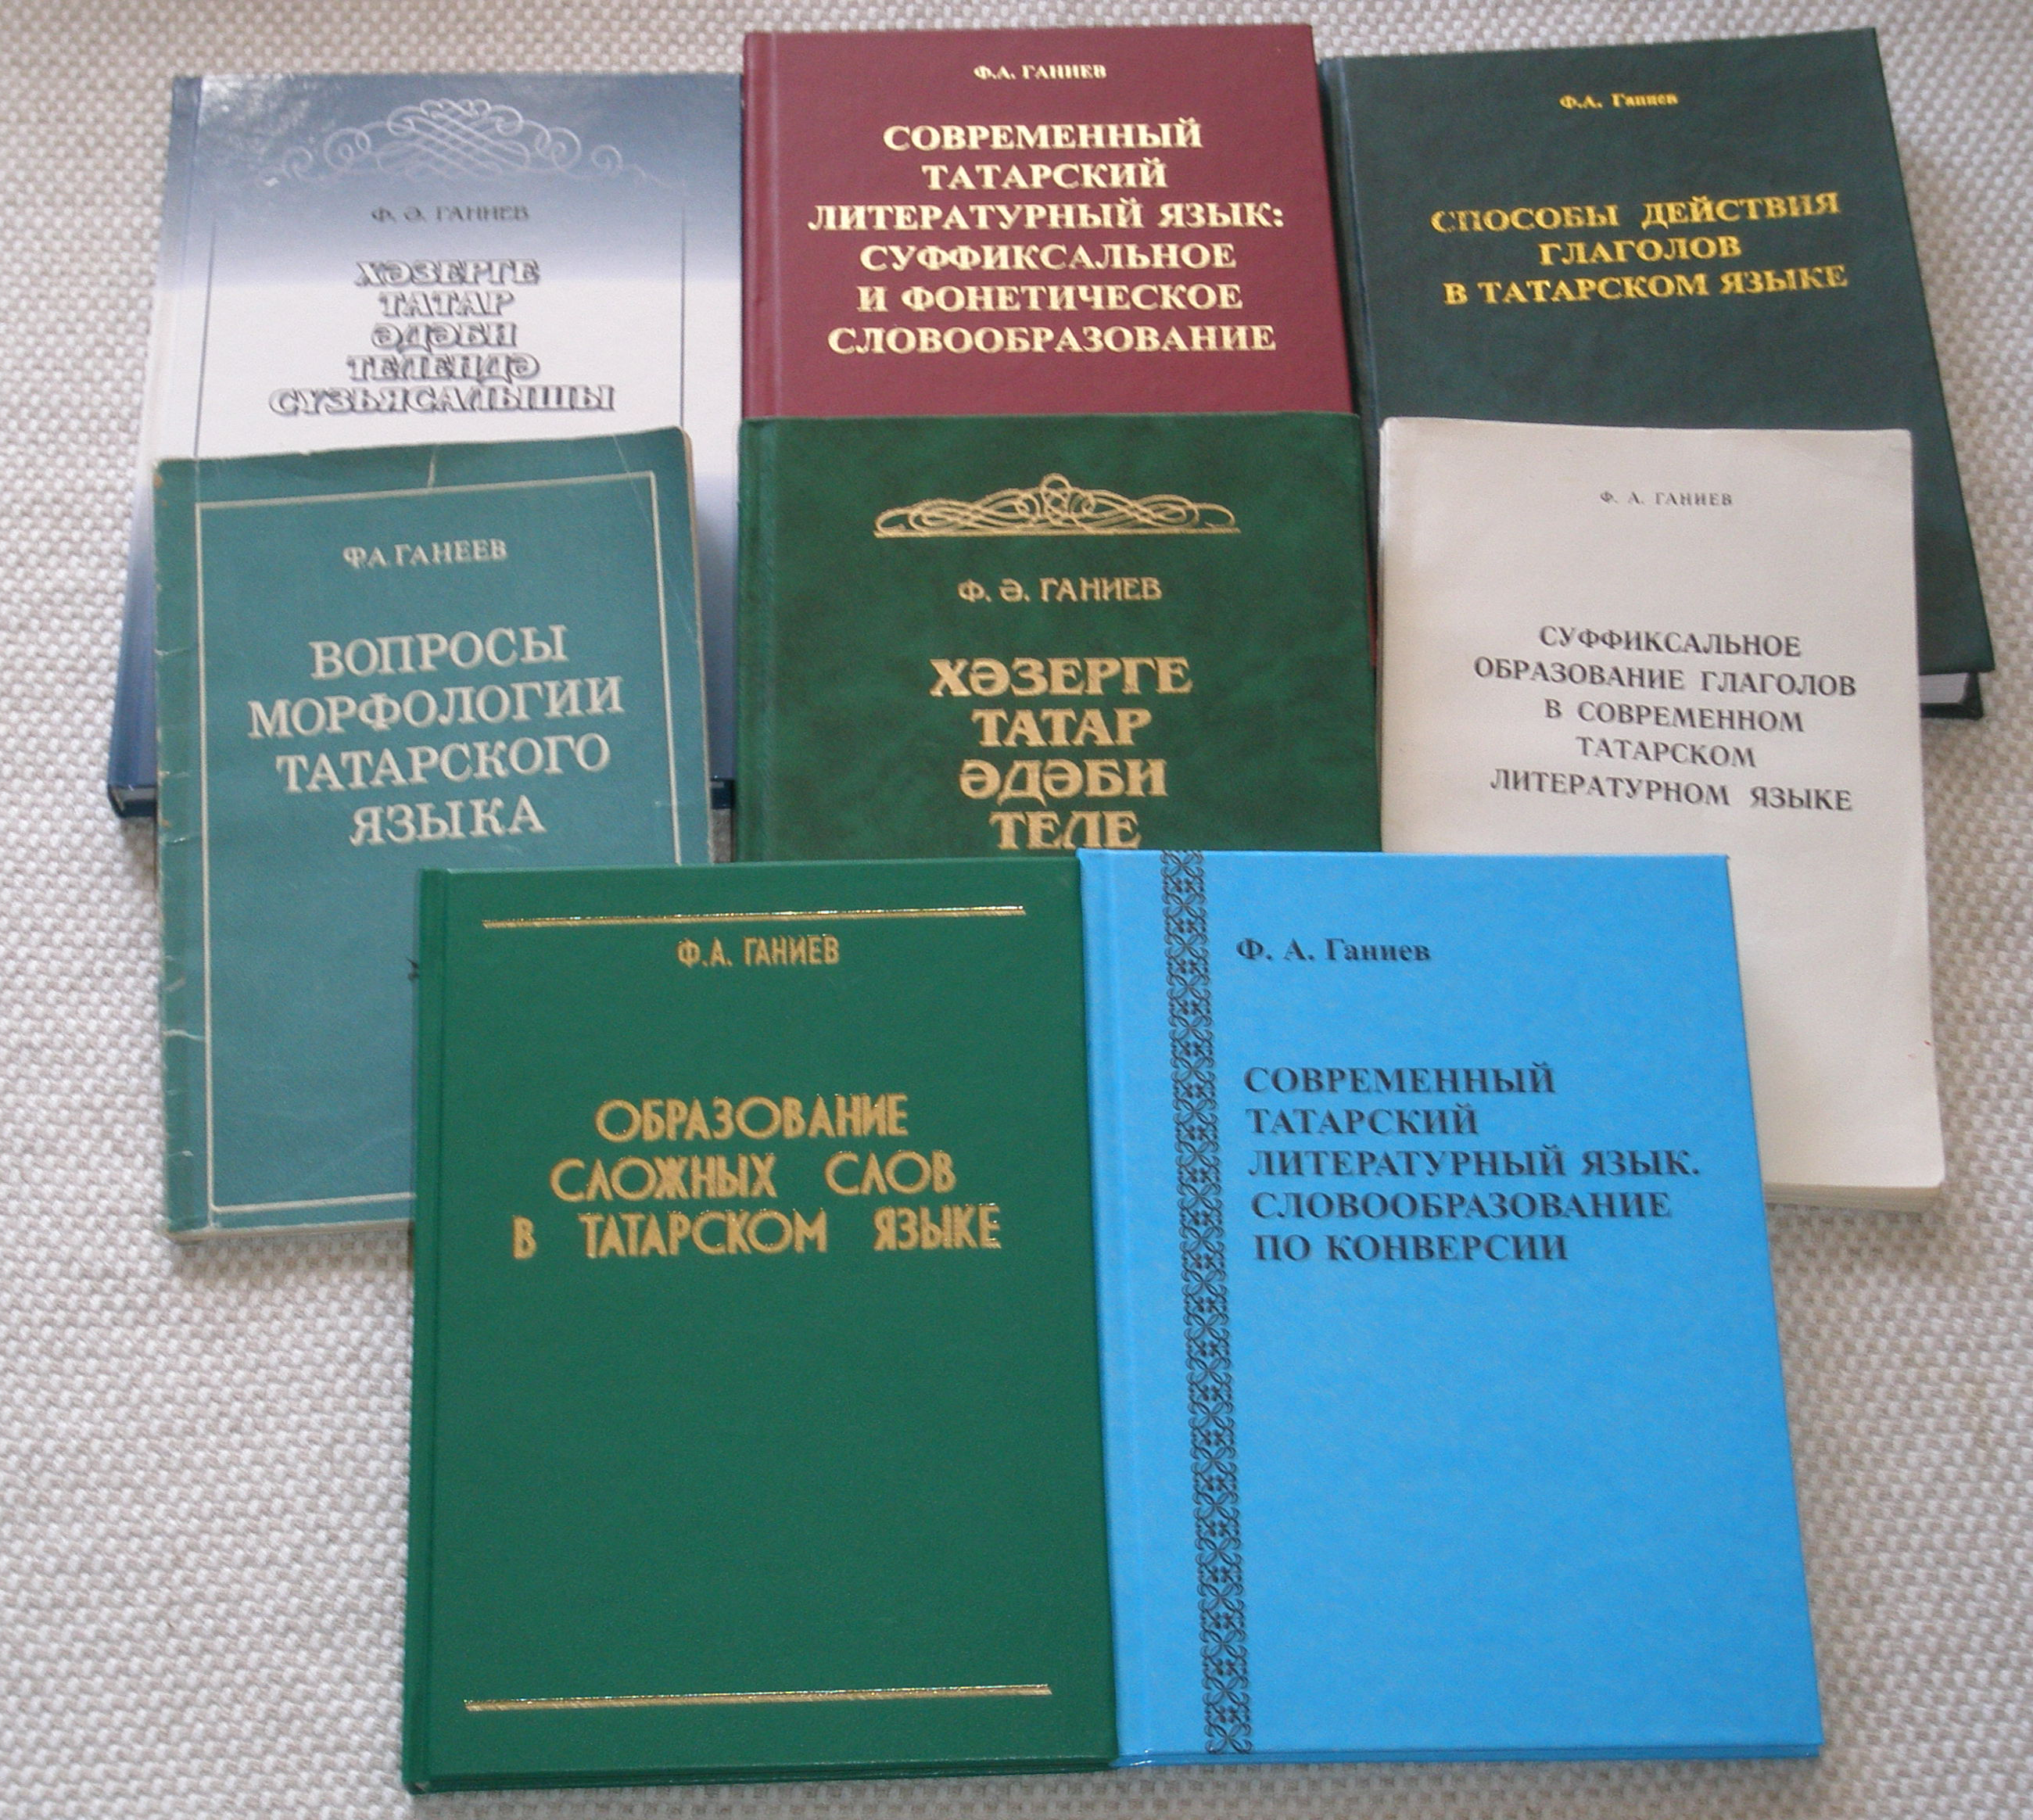 Ф. Ә. ГАНИЕВ
ХӘЗЕРГЕ
ТАТАР
ӘДӘБИ
ТЕЛЕНДӘ
СҮЗЬЯСАЛЫШЫ
Ф.А. ГАНИЕВ
СОВРЕМЕННЫЙ
ТАТАРСКИЙ
ЛИТЕРАТУРНЫЙ ЯЗЫК:
СУФФИКСАЛЬНОЕ
И ФОНЕТИЧЕСКОЕ
СЛОВООБРАЗОВАНИЕ
Ф.А. Ганиев
СПОСОБЫ ДЕЙСТВИЯ
ГЛАГОЛОВ
В ТАТАРСКОМ ЯЗЫКЕ
Ф.А ГАНЕЕВ
ВОПРОСЫ
МОРФОЛОГИИ
ТАТАРСКОГО
ЯЗЫКА
Ф. Ә. ГАНИЕВ
ХӘЗЕРГЕ
ТАТАР
ӘДӘБИ
ТЕЛЕ
Ф. А. ГАНИЕВ
СУФФИКСАЛЬНОЕ
ОБРАЗОВАНИЕ ГЛАГОЛОВ
В СОВРЕМЕННОМ
ТАТАРСКОМ
ЛИТЕРАТУРНОМ ЯЗЫКЕ
Ф.А. ГАНИЕВ
ОБРАЗОВАНИЕ
СЛОЖНЫХ СЛОВ
В ТАТАРСКОМ ЯЗЫКЕ
Ф. А. Ганиев
СОВРЕМЕННЫЙ
ТАТАРСКИЙ
ЛИТЕРАТУРНЫЙ ЯЗЫК.
СЛОВООБРАЗОВАНИЕ
ПО КОНВЕРСИИ